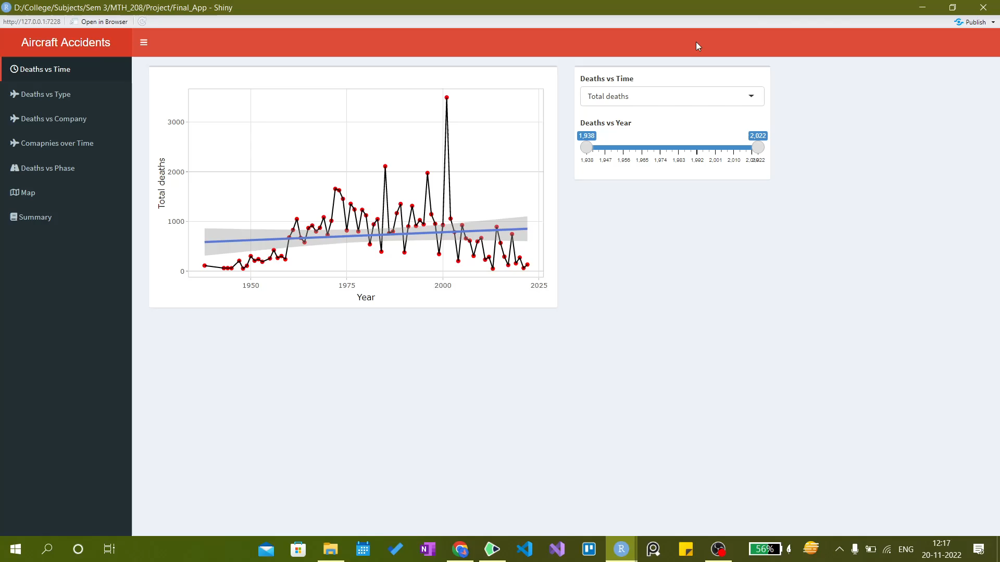 D:/College/Subjects/Sem 3/MTH_208/Project/Final_App - Shiny
http://127.0.0.1:7228 Open in Browser Publish
Aircraft Accidents
Deaths vs Time
Deaths vs Type
Deaths vs Company
Comapnies over Time
Deaths vs Phase
Map
Summary
Total deaths
3000
2000
1000
0
1950 1975 2000 2025
Year
Deaths vs Time
Total deaths
Deaths vs Year
1,938 2,022
1,938 1,947 1,956 1,965 1,974 1,983 1,992 2,001 2,010
56%
ENG
12:17
20-11-2022